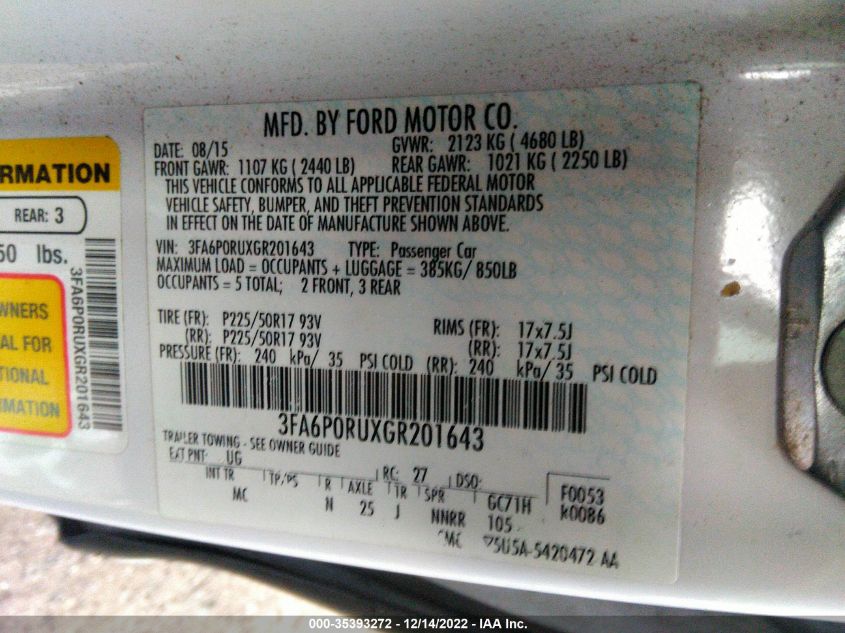 MFD. BY FORD MOTOR CO.
DATE: 08/15 GVWR: 2123 KG ( 4680 LB)
FRONT GAWR: 1107 KG ( 2440 LB) REAR GAWR: 1021 KG ( 2250 LB)
THIS VEHICLE CONFORMS TO ALL APPLICABLE FEDERAL MOTOR
VEHICLE SAFETY, BUMPER, AND THEFT PREVENTION STANDARDS
IN EFFECT ON THE DATE OF MANUFACTURE SHOWN ABOVE.
VIN: 3FA6P0RUXGR201643 TYPE: Passenger Car
MAXIMUM LOAD = OCCUPANTS + LUGGAGE = 385KG/ 850LB
OCCUPANTS = 5 TOTAL; 2 FRONT, 3 REAR
TIRE (FR): P225/50R17 93V RIMS (FR): 17x7.5J
(RR): P225/50R17 93V (RR): 17x7.5J
PRESSURE (FR): 240 kPa/ 35 PSI COLD (RR): 240 kPa/ 35 PSI COLD
3FA6P0RUXGR201643
TRAILER TOWING - SEE OWNER GUIDE
EXT PNT: UG RC: 27 DSO:
INT TR TP/PS R AXLE TR SPR GC71H F0053
MC N 25 J NNRR 105 k0086
5U5A-5420472 AA
RMATION
REAR: 3
50 lbs.
3FA6P0RUXGR201643
WNERS
AL FOR
TIONAL
RMATION
000-35393272 - 12/14/2022 - IAA Inc.